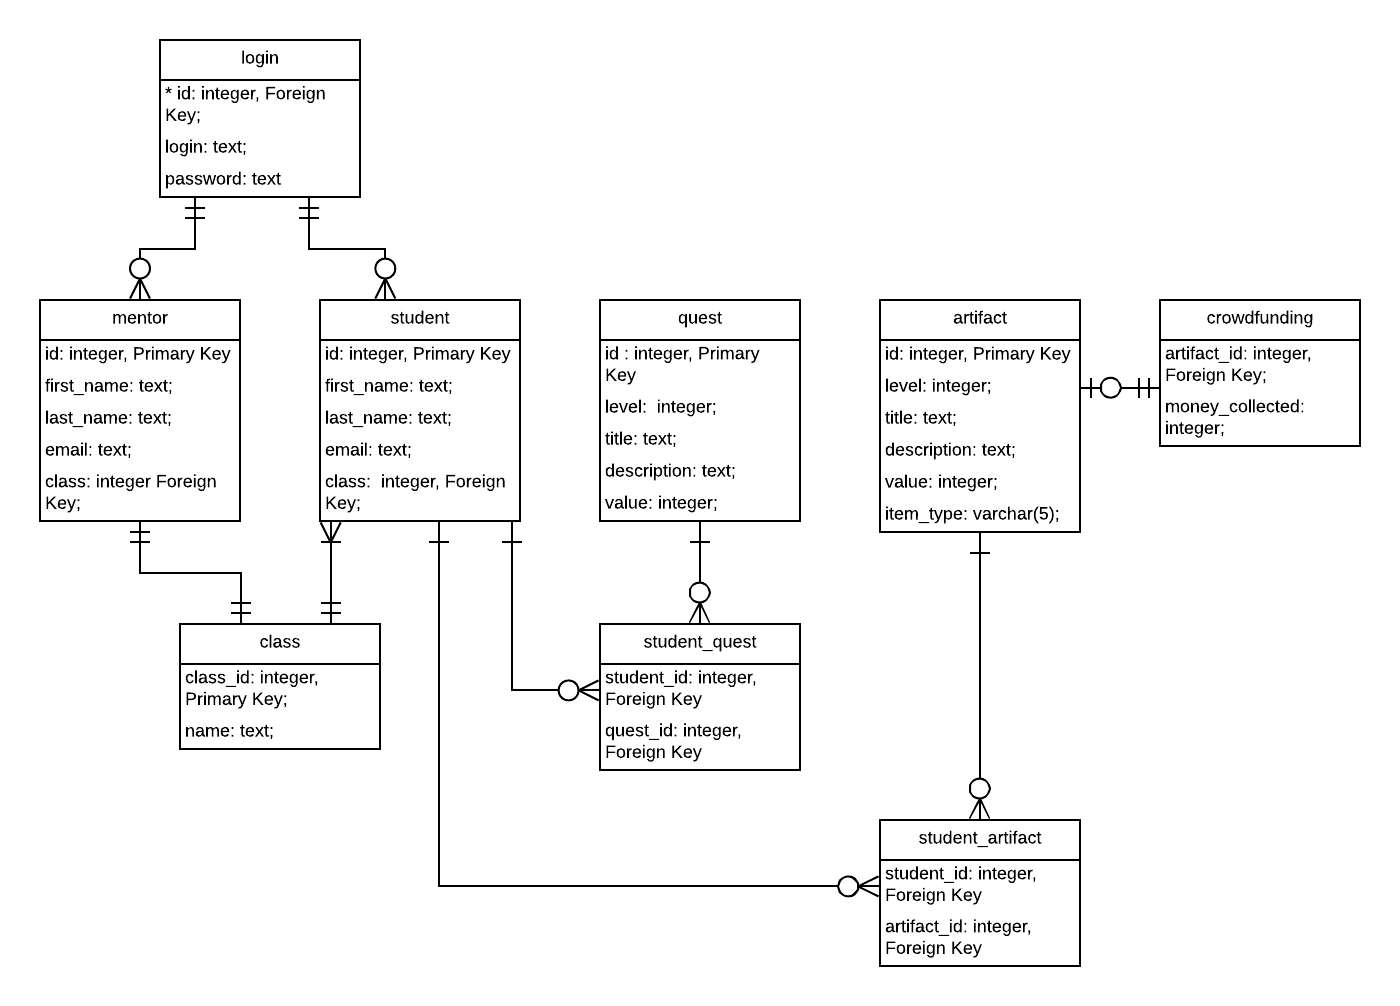 login
* id: integer, Foreign
Key;
login: text;
password: text
mentor
id: integer, Primary Key
first_name: text;
last_name: text;
email: text;
class: integer Foreign
Key;
student
id: integer, Primary Key
first_name: text;
last_name: text;
email: text;
class:  integer, Foreign
Key;
quest
id : integer, Primary
Key
level:  integer;
title: text;
description: text;
value: integer;
artifact
id: integer, Primary Key
level: integer;
title: text;
description: text;
value: integer;
item_type: varchar(5);
crowdfunding
artifact_id: integer,
Foreign Key;
money_collected:
integer;
class
class_id: integer,
Primary Key;
name: text;
student_quest
student_id: integer,
Foreign Key
quest_id: integer,
Foreign Key
student_artifact
student_id: integer,
Foreign Key
artifact_id: integer,
Foreign Key